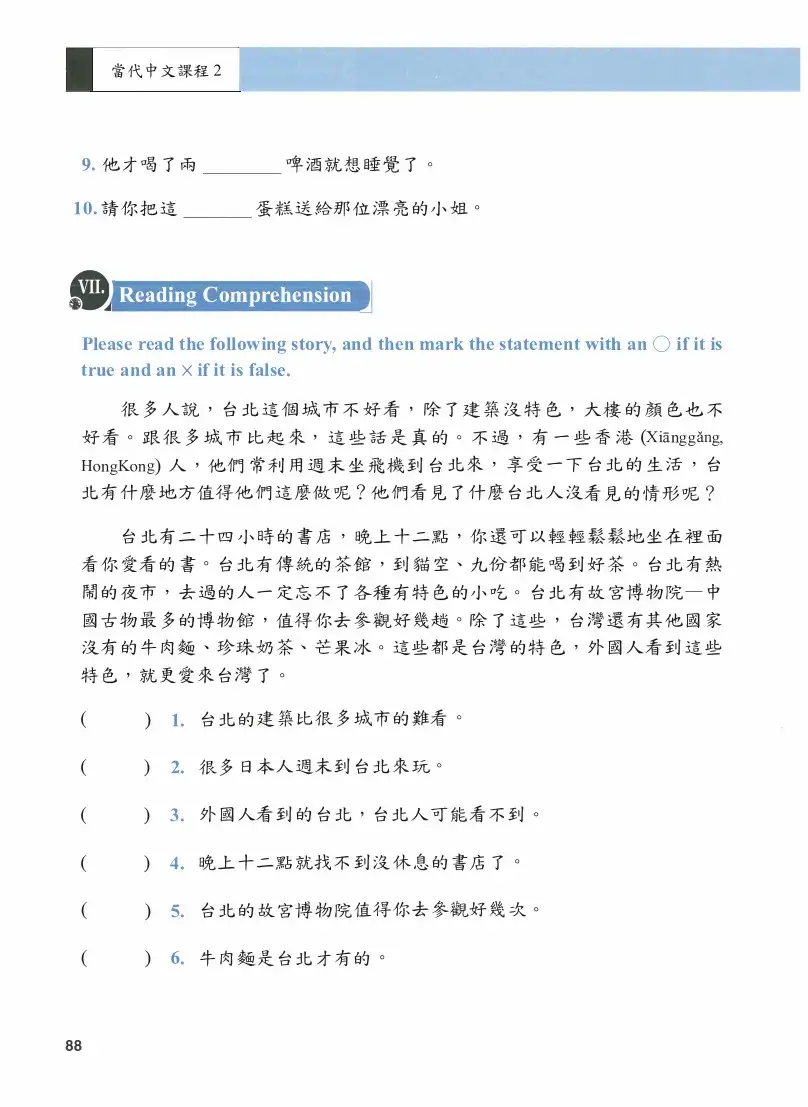 當代中文課程 2
9. 他才喝了兩 ________ 啤酒就想睡覺了。
10. 請你把這 _______ 蛋糕送給那位漂亮的小姐。
VII. Reading Comprehension
Please read the following story, and then mark the statement with an ○ if it is
true and an × if it is false.
很多人說，台北這個城市不好看，除了建築沒特色，大樓的顏色也不
好看。跟很多城市比起來，這些話是真的。不過，有一些香港 (Xiānggǎng,
HongKong) 人，他們常利用週末坐飛機到台北來，享受一下台北的生活，台
北有什麼地方值得他們這麼做呢？他們看見了什麼台北人沒看見的情形呢？
台北有二十四小時的書店，晚上十二點，你還可以輕輕鬆鬆地坐在裡面
看你愛看的書。台北有傳統的茶館，到貓空、九份都能喝到好茶。台北有熱
鬧的夜市，去過的人一定忘不了各種有特色的小吃。台北有故宮博物院─中
國古物最多的博物館，值得你去參觀好幾趟。除了這些，台灣還有其他國家
沒有的牛肉麵、珍珠奶茶、芒果冰。這些都是台灣的特色，外國人看到這些
特色，就更愛來台灣了。
(　　) 1. 台北的建築比很多城市的難看。
(　　) 2. 很多日本人週末到台北來玩。
(　　) 3. 外國人看到的台北，台北人可能看不到。
(　　) 4. 晚上十二點就找不到沒休息的書店了。
(　　) 5. 台北的故宮博物院值得你去參觀好幾次。
(　　) 6. 牛肉麵是台北才有的。
88